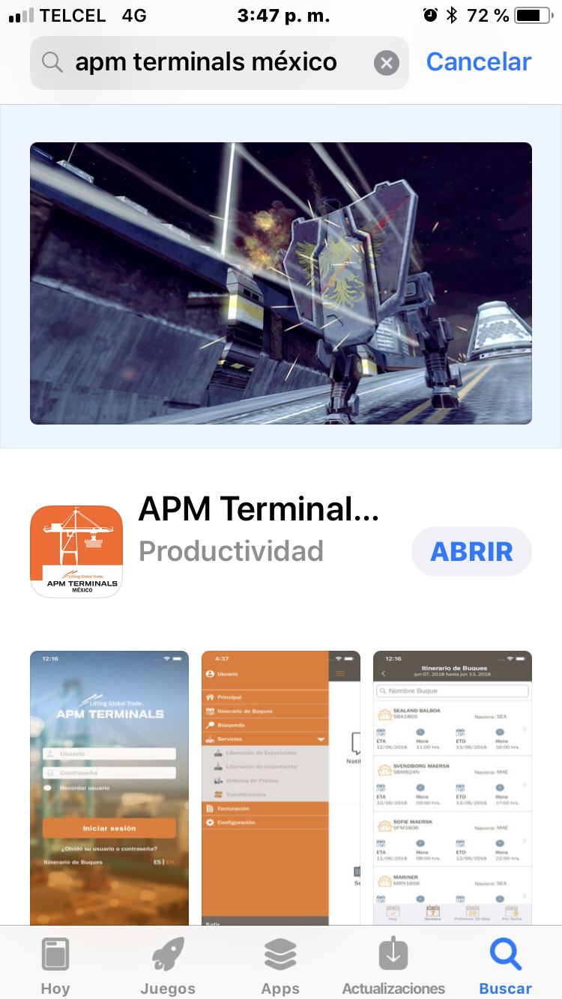 TELCEL 4G 3:47 p. m. 72 %
apm terminals méxico
Cancelar
APM Terminal...
Productividad
ABRIR
Lifting Global Trade.
APM TERMINALS
MÉXICO
12:16
Lifting Global Trade.
APM TERMINALS
Usuario
Contraseña
Recordar usuario
Iniciar sesión
¿Olvidó su usuario o contraseña?
Itinerario de Buques ES | EN
4:37
Usuario
Principal
Itinerario de Buques
Búsqueda
Servicios
Liberación de Exportación
Liberación de Importación
Ordenes de Previos
Transferencias
Facturación
Configuración
Salir
Noti
Se
12:16
Itinerario de Buques
jun 07, 2018 hasta jun 13, 2018
Nombre Buque
SEALAND BALBOA
SBA1809 Naviera: SEA
ETA Hora ETD Hora
12/06/2018 11:00 hrs. 13/06/2018 16:00 hrs.
SVENDBORG MAERSK
SBM824N Naviera: MAE
ETA Hora ETD Hora
12/06/2018 09:00 hrs. 13/06/2018 17:00 hrs.
SOFIE MAERSK
SFM1806 Naviera: MAE
ETA Hora ETD Hora
11/06/2018 08:00 hrs. 12/06/2018 22:00 hrs.
MARINER
MRN1808 Naviera: SEA
Hoy Semana Próximos 20 días Por fecha
Hoy Juegos Apps Actualizaciones Buscar